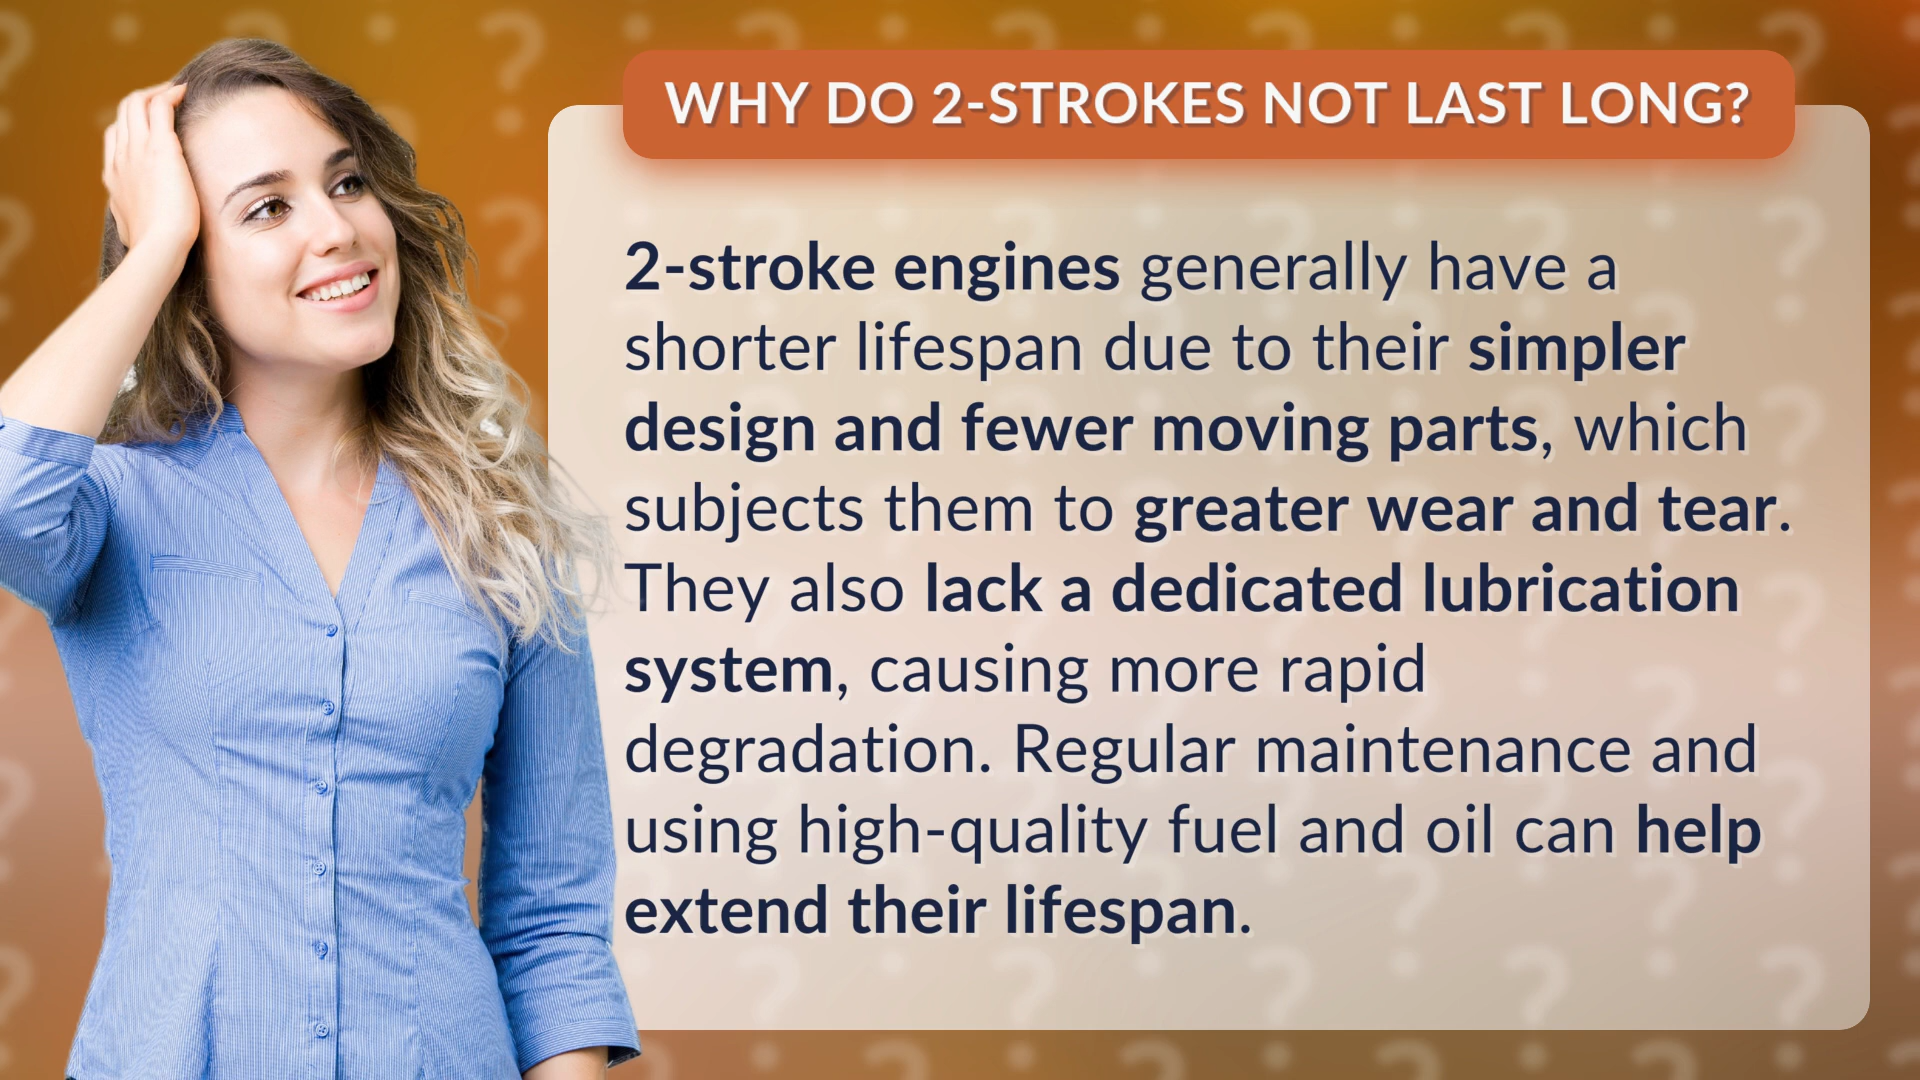 WHY DO 2-STROKES NOT LAST LONG?
2-stroke engines generally have a
shorter lifespan due to their simpler
design and fewer moving parts, which
subjects them to greater wear and tear.
They also lack a dedicated lubrication
system, causing more rapid
degradation. Regular maintenance and
using high-quality fuel and oil can help
extend their lifespan.